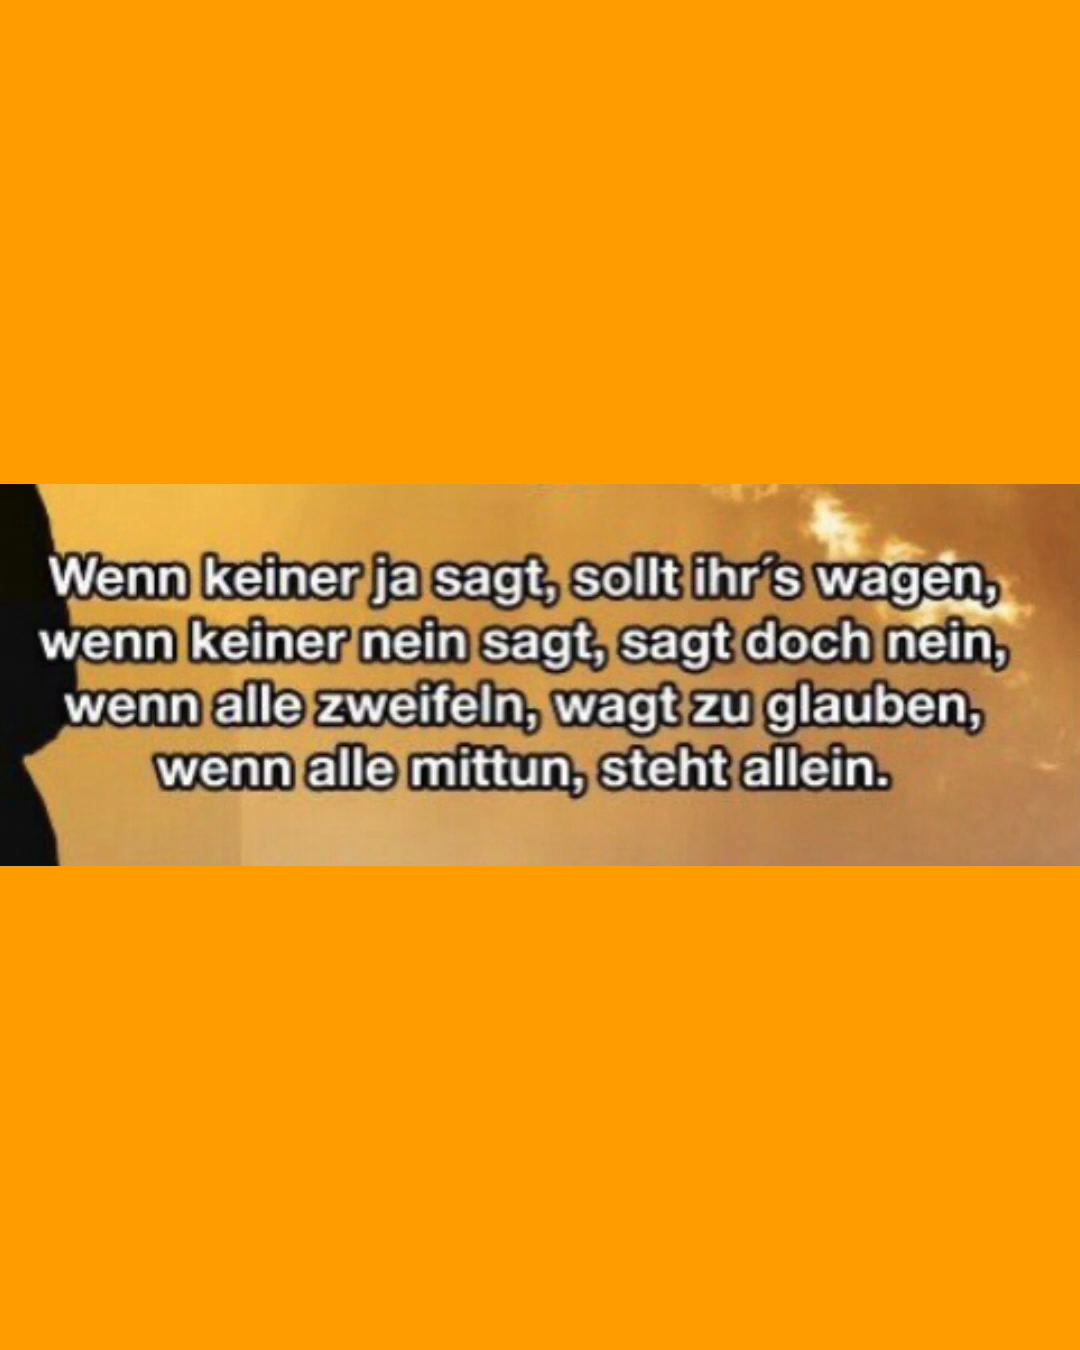 Wenn keiner ja sagt, sollt ihr´s wagen,
wenn keiner nein sagt, sagt doch nein,
wenn alle zweifeln, wagt zu glauben,
wenn alle mittun, steht allein.